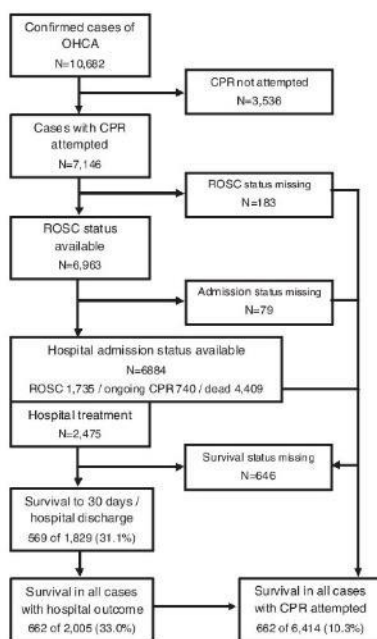 Confirmed cases of
OHCA
N=10,682
CPR not attempted
N=3,536
Cases with CPR
attempted
N=7,146
ROSC status missing
N=183
ROSC status
available
N=6,963
Admission status missing
N=79
Hospital admission status available
N=6884
ROSC 1,735 / ongoing CPR 740 / dead 4,409
Hospital treatment
N=2,475
Survival status missing
N=646
Survival to 30 days /
hospital discharge
569 of 1,829 (31.1%)
Survival in all cases
with hospital outcome
662 of 2,005 (33.0%)
Survival in all cases
with CPR attempted
662 of 6,414 (10.3%)